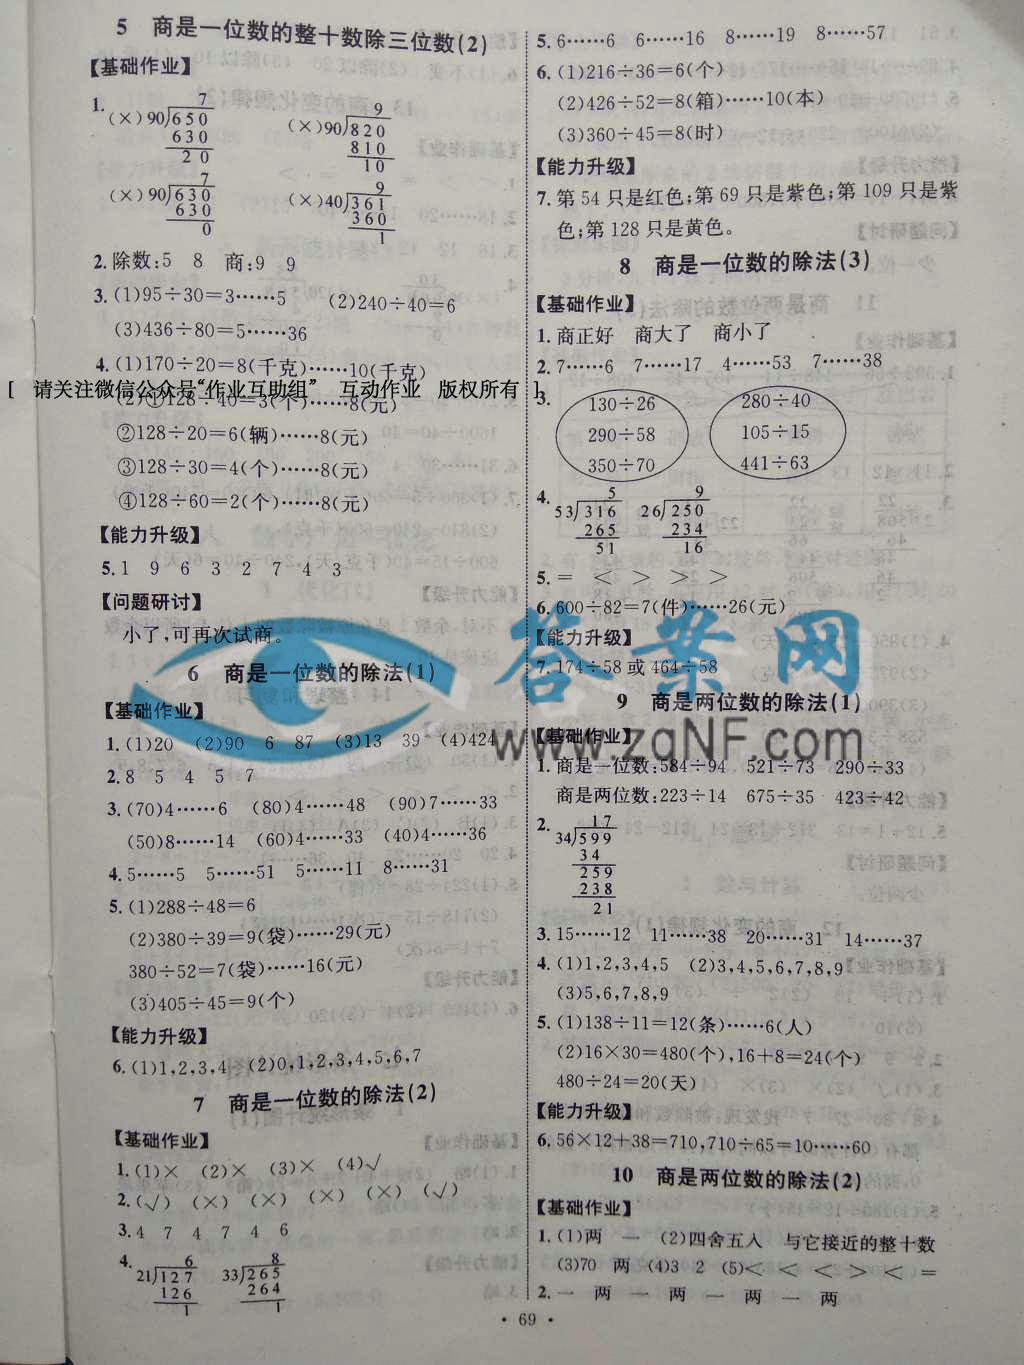 5 商是一位数的整十数除三位数(2)
【基础作业】
1. (×) 7
90)650
630
20
(×) 9
90)820
810
10
(×) 7
90)630
630
0
(×) 9
40)361
360
1
2. 除数:5 8 商:9 9
3. (1)95÷30=3……5 (2)240÷40=6
(3)436÷80=5……36
4. (1)170÷20=8(千克)……10(千克)
[ 请关注微信公众号“作业互助组” 互动作业 版权所有 ]
(2)①128÷40=3(个)……8(元)
②128÷20=6(辆)……8(元)
③128÷30=4(个)……8(元)
④128÷60=2(个)……8(元)
【能力升级】
5. 1 9 6 3 2 7 4 3
【问题研讨】
小了,可再次试商。
6 商是一位数的除法(1)
【基础作业】
1. (1)20 (2)90 6 87 (3)13 39 (4)424
2. 8 5 4 5 7
3. (70)4……6 (80)4……48 (90)7……33
(50)8……14 (60)4……33 (40)4……36
4. 5……5 5……51 5……11 8……31
5. (1)288÷48=6
(2)380÷39=9(袋)……29(元)
380÷52=7(袋)……16(元)
(3)405÷45=9(个)
【能力升级】
6. (1)1,2,3,4 (2)0,1,2,3,4,5,6,7
7 商是一位数的除法(2)
【基础作业】
1. (1)× (2)× (3)× (4)√
2. (√) (×) (×) (×) (×) (√)
3. 4 7 4 7 4 6
4. 6
21)127
126
1
8
33)265
264
1
5. 6……6 6……16 8……19 8……57
6. (1)216÷36=6(个)
(2)426÷52=8(箱)……10(本)
(3)360÷45=8(时)
【能力升级】
7. 第 54 只是红色;第 69 只是紫色;第 109 只是紫
色;第 128 只是黄色。
8 商是一位数的除法(3)
【基础作业】
1. 商正好 商大了 商小了
2. 7……6 7……17 4……53 7……38
3. 130÷26 280÷40
290÷58 105÷15
350÷70 441÷63
4. 5
53)316
265
51
9
26)250
234
16
5. = < > > >
6. 600÷82=7(件)……26(元)
【能力升级】
7. 174÷58 或 464÷58
答案网
www.zqNF.com
9 商是两位数的除法(1)
【基础作业】
1. 商是一位数:584÷94 521÷73 290÷33
商是两位数:223÷14 675÷35 423÷42
2. 17
34)599
34
259
238
21
3. 15……12 11……38 20……31 14……37
4. (1)1,2,3,4,5 (2)3,4,5,6,7,8,9
(3)5,6,7,8,9
5. (1)138÷11=12(条)……6(人)
(2)16×30=480(个),16+8=24(个)
480÷24=20(天)
【能力升级】
6. 56×12+38=710,710÷65=10……60
10 商是两位数的除法(2)
【基础作业】
1. (1)两 一 (2)四舍五入 与它接近的整十数
(3)70 两 (4)3 2 (5)< < < > < =
2. 一 两 一 两 一 两 一 两
• 69 •